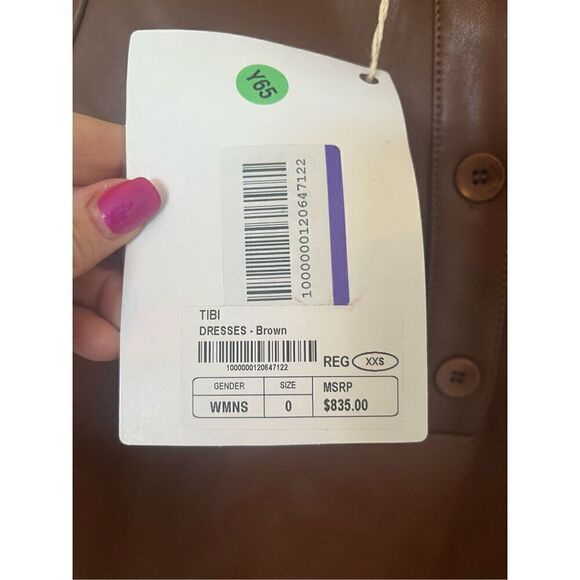 Y65
1000000120647122
TIBI
DRESSES - Brown
1000000120647122
REG XXS
GENDER SIZE MSRP
WMNS 0 $835.00